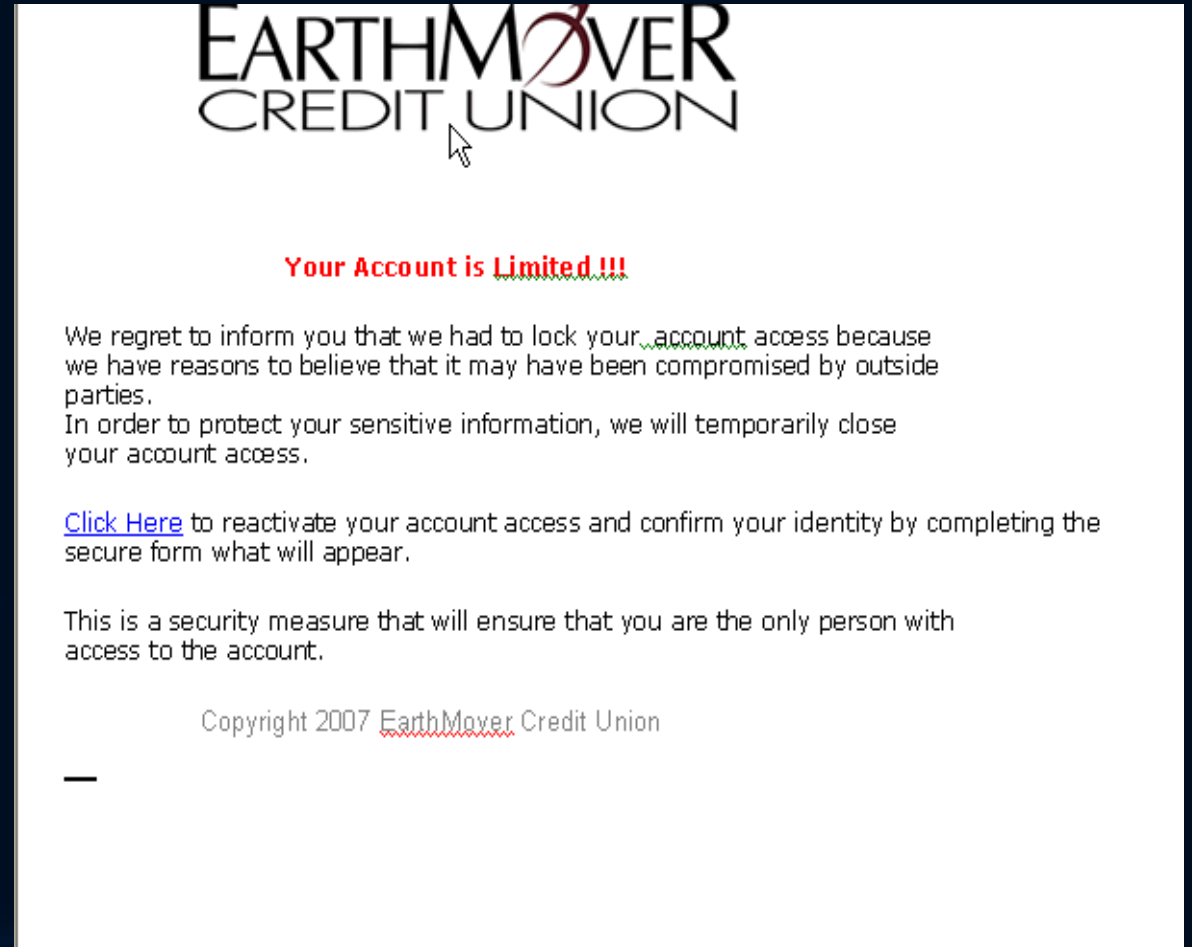 EARTHMOVER
CREDIT UNION
Your Account is Limited !!!
We regret to inform you that we had to lock your  account access because
we have reasons to believe that it may have been compromised by outside
parties.
In order to protect your sensitive information, we will temporarily close
your account access.
Click Here to reactivate your account access and confirm your identity by completing the
secure form what will appear.
This is a security measure that will ensure that you are the only person with
access to the account.
Copyright 2007 EarthMover Credit Union